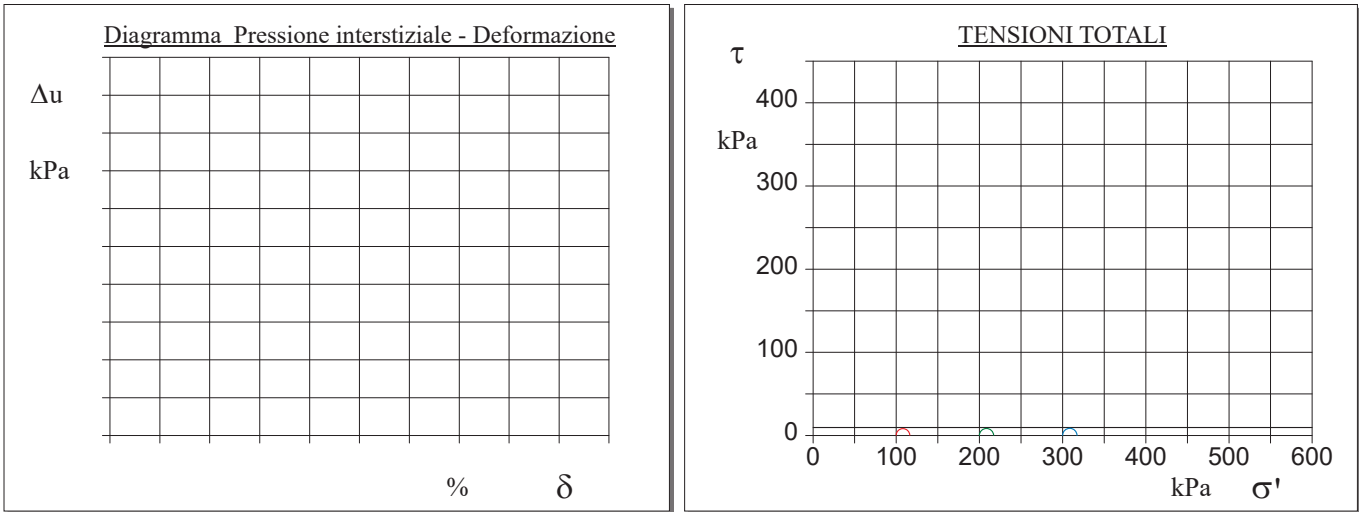 Diagramma Pressione interstiziale - Deformazione
Δu
kPa
% δ
TENSIONI TOTALI
τ
400
kPa
300
200
100
0
0 100 200 300 400 500 600
kPa σ'